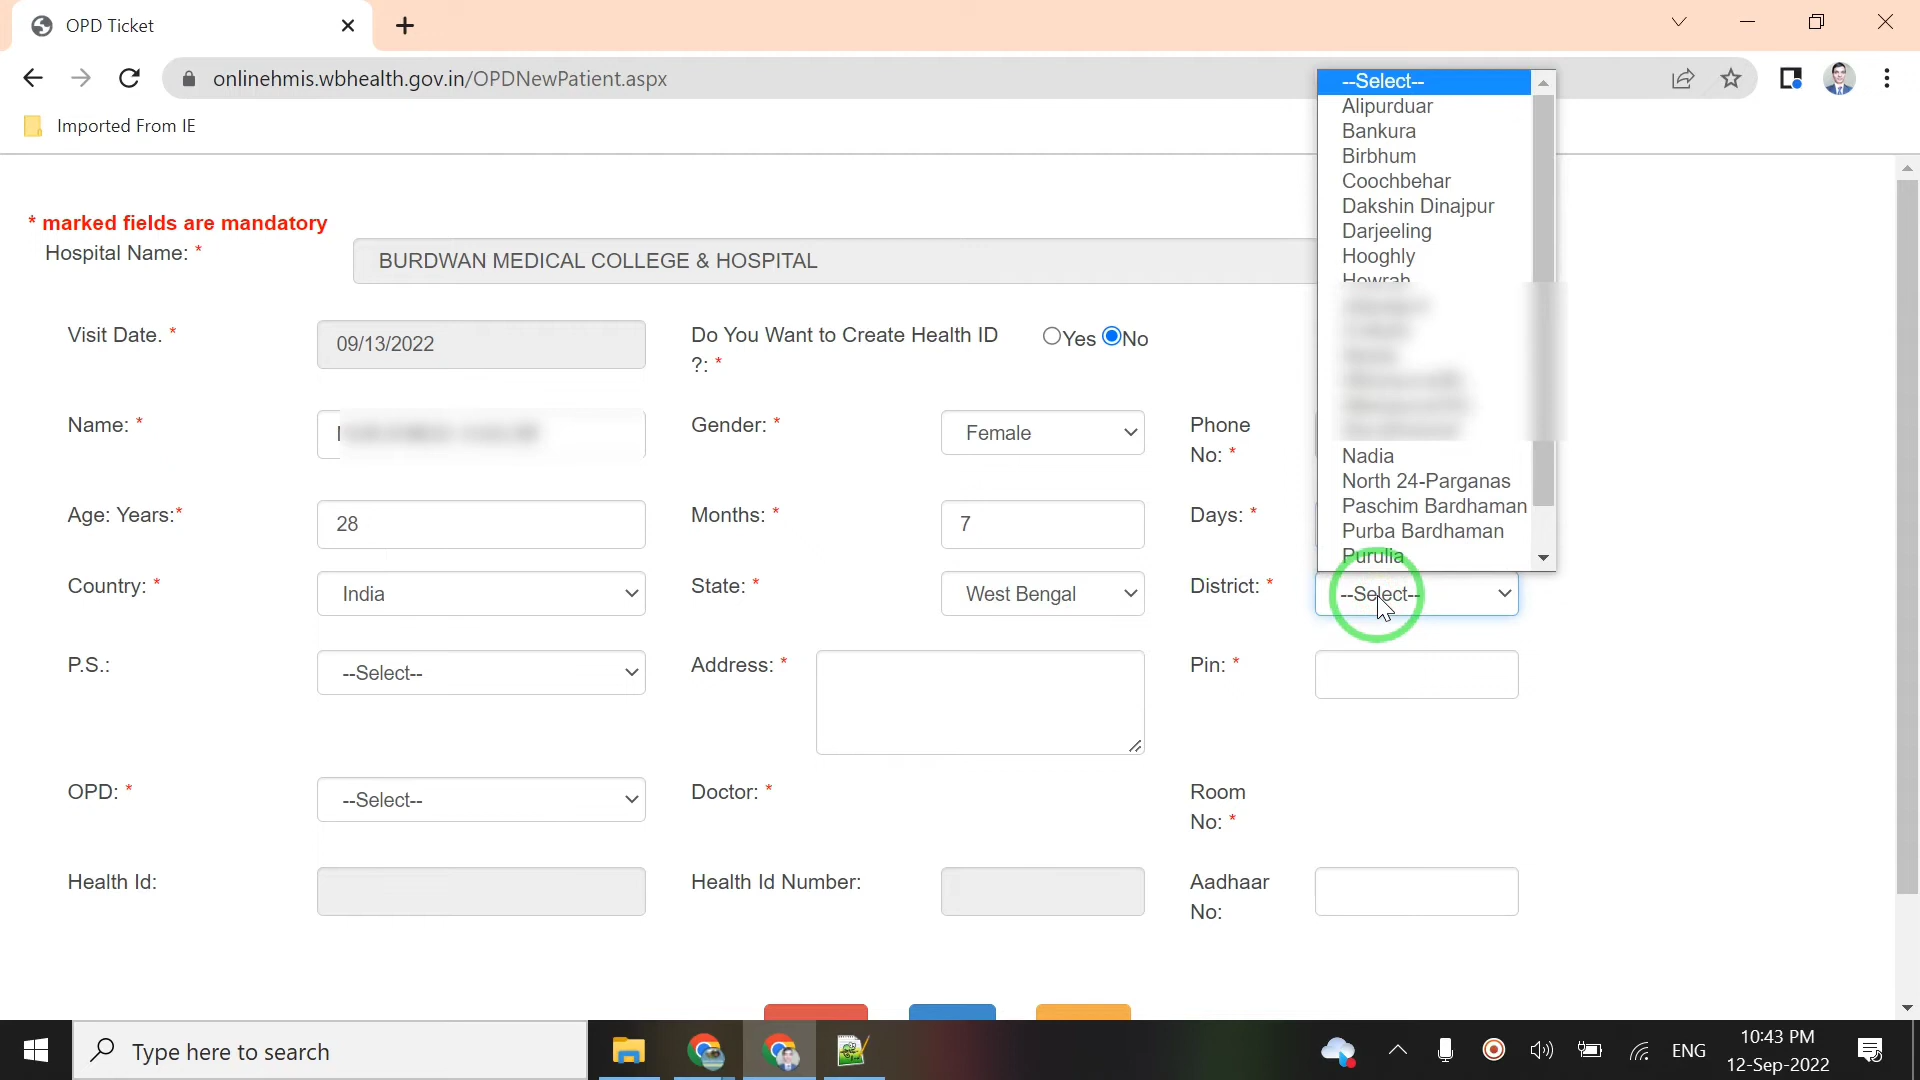 OPD Ticket
onlinehmis.wbhealth.gov.in/OPDNewPatient.aspx
Imported From IE
* marked fields are mandatory
Hospital Name: *
BURDWAN MEDICAL COLLEGE & HOSPITAL
Visit Date. *
09/13/2022
Do You Want to Create Health ID
?: *
Yes
No
Name: *
Gender: *
Female
Phone
No: *
Age: Years:*
28
Months: *
7
Days: *
Country: *
India
State: *
West Bengal
District: *
--Select--
--Select--
Alipurduar
Bankura
Birbhum
Coochbehar
Dakshin Dinajpur
Darjeeling
Hooghly
Howrah
Nadia
North 24-Parganas
Paschim Bardhaman
Purba Bardhaman
Purulia
P.S.:
--Select--
Address: *
Pin: *
OPD: *
--Select--
Doctor: *
Room
No: *
Health Id:
Health Id Number:
Aadhaar
No:
Type here to search
ENG
10:43 PM
12-Sep-2022